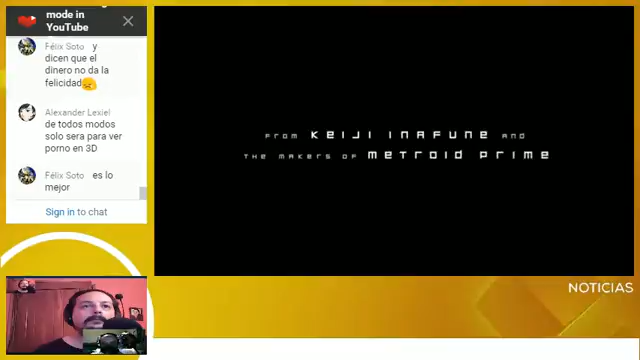 mode in
YouTube
Félix Soto y
dicen que el
dinero no da la
felicidad
Alexander Lexiel
de todos modos
solo sera para ver
porno en 3D
Félix Soto es lo
mejor
Sign in to chat
FROM KEIJI INAFUNE AND
THE MAKERS OF METROID PRIME
NOTICIAS